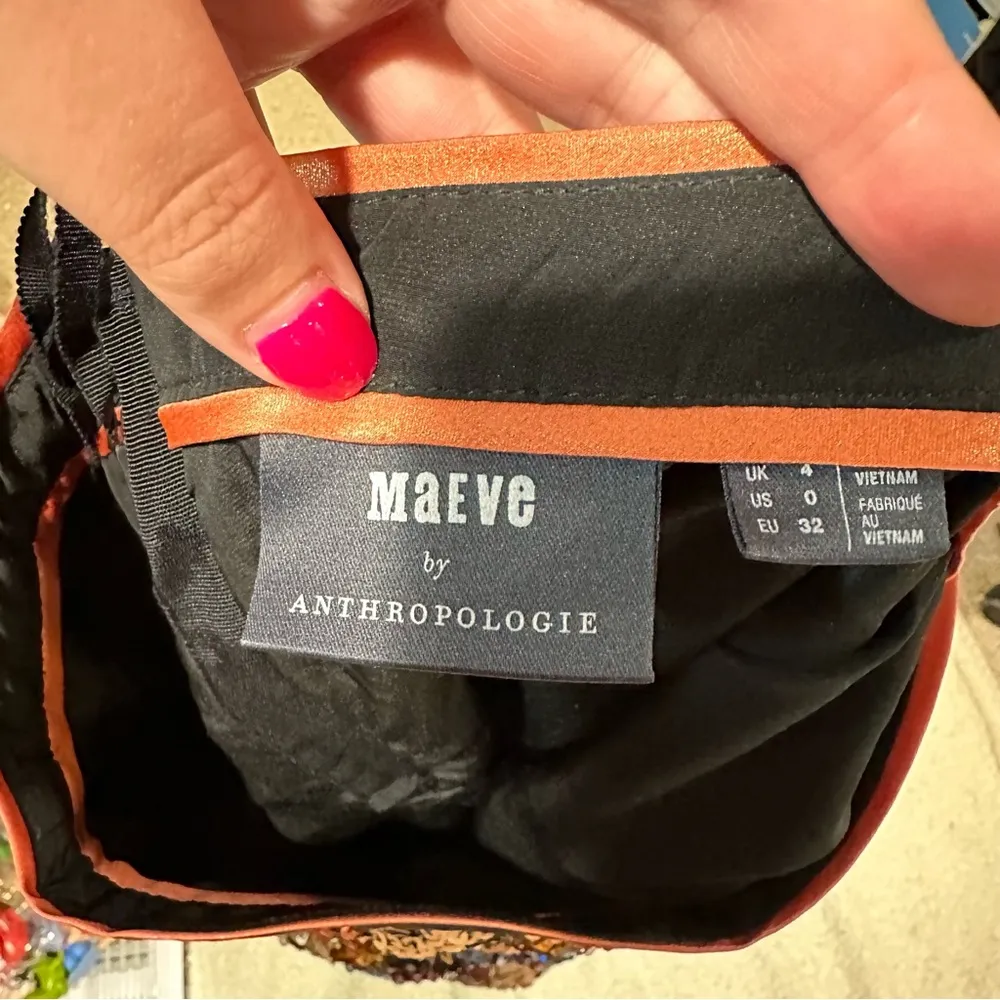 MaEVe
by
ANTHROPOLOGIE
UK 4
US 0
EU 32
VIETNAM
FABRIQUÉ
AU
VIETNAM